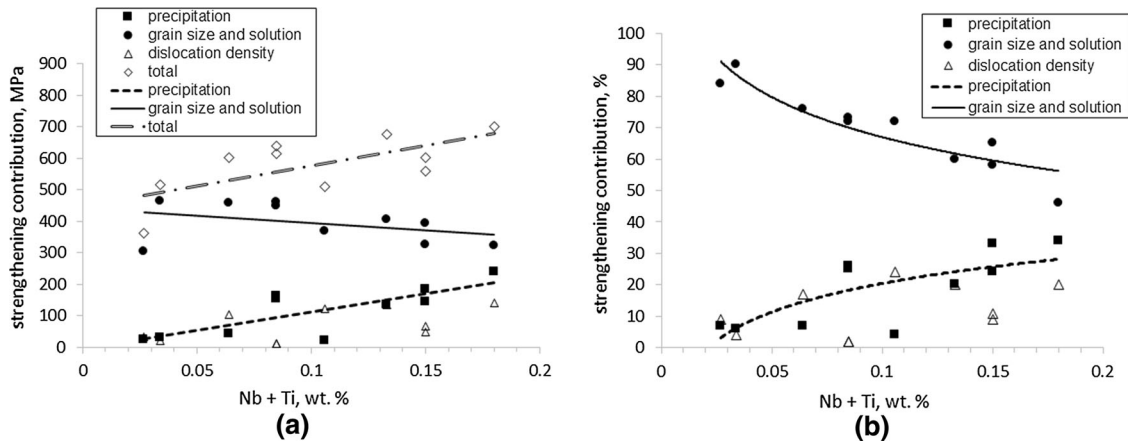 precipitation
grain size and solution
dislocation density
total
precipitation
grain size and solution
total
strengthening contribution, MPa
900
800
700
600
500
400
300
200
100
0
0 0.05 0.1 0.15 0.2
Nb + Ti, wt. %
(a)
precipitation
grain size and solution
dislocation density
precipitation
grain size and solution
strengthening contribution, %
100
90
80
70
60
50
40
30
20
10
0
0 0.05 0.1 0.15 0.2
Nb + Ti, wt. %
(b)